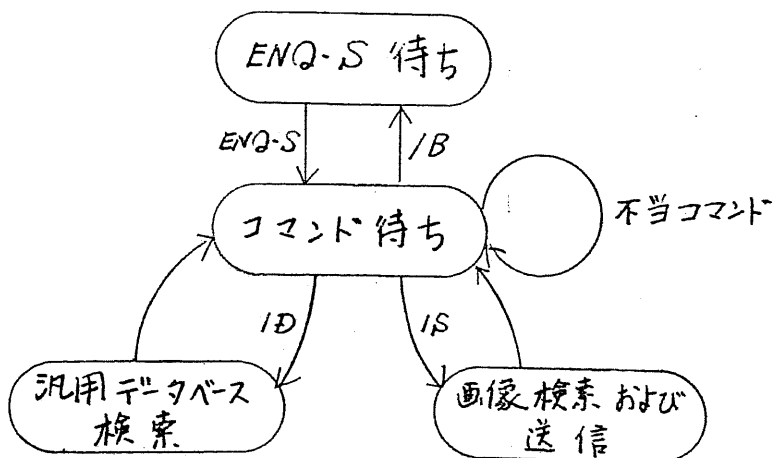 ENQ-S 待ち
ENQ-S
/B
コマンド待ち
不当コマンド
/D
/S
汎用データベース
検索
画像検索および
送信